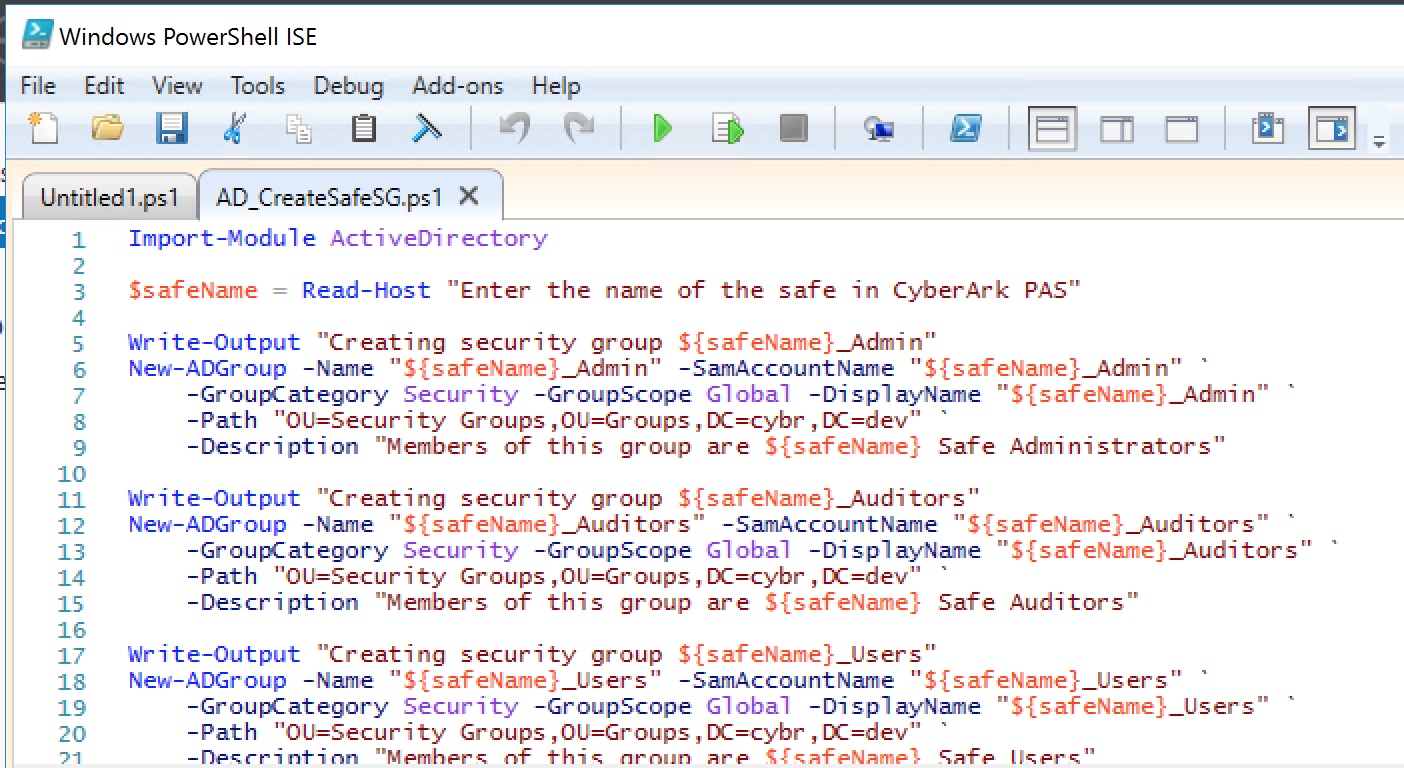 Windows PowerShell ISE
File Edit View Tools Debug Add-ons Help
Untitled1.ps1 AD_CreateSafeSG.ps1
1 Import-Module ActiveDirectory
2
3 $safeName = Read-Host "Enter the name of the safe in CyberArk PAS"
4
5 Write-Output "Creating security group ${safeName}_Admin"
6 New-ADGroup -Name "${safeName}_Admin" -SamAccountName "${safeName}_Admin" `
7 -GroupCategory Security -GroupScope Global -DisplayName "${safeName}_Admin" `
8 -Path "OU=Security Groups,OU=Groups,DC=cybr,DC=dev" `
9 -Description "Members of this group are ${safeName} Safe Administrators"
10
11 Write-Output "Creating security group ${safeName}_Auditors"
12 New-ADGroup -Name "${safeName}_Auditors" -SamAccountName "${safeName}_Auditors" `
13 -GroupCategory Security -GroupScope Global -DisplayName "${safeName}_Auditors" `
14 -Path "OU=Security Groups,OU=Groups,DC=cybr,DC=dev" `
15 -Description "Members of this group are ${safeName} Safe Auditors"
16
17 Write-Output "Creating security group ${safeName}_Users"
18 New-ADGroup -Name "${safeName}_Users" -SamAccountName "${safeName}_Users" `
19 -GroupCategory Security -GroupScope Global -DisplayName "${safeName}_Users" `
20 -Path "OU=Security Groups,OU=Groups,DC=cybr,DC=dev" `
21 -Description "Members of this group are ${safeName} Safe Users"